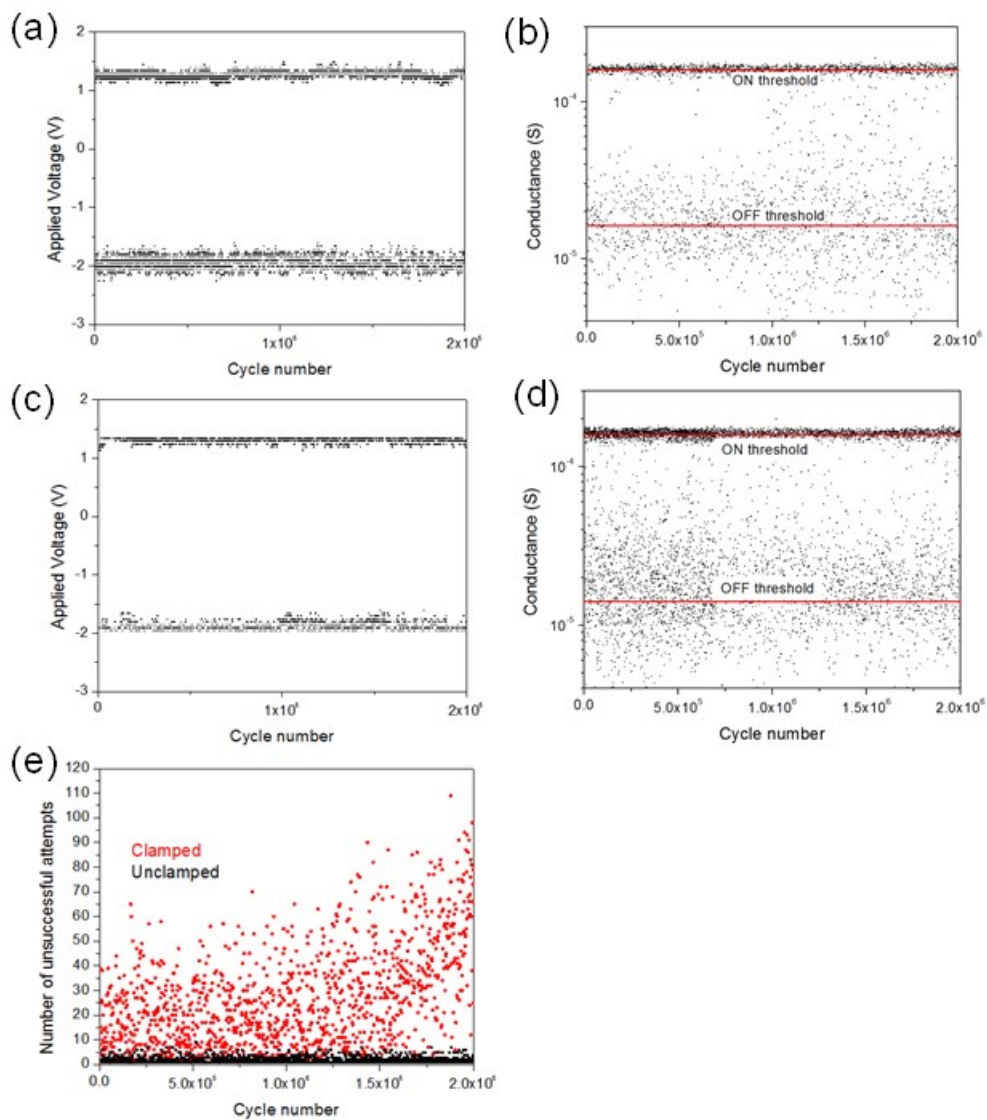 (a)
2
1
0
-1
-2
-3
Applied Voltage (V)
0
1x10⁶
2x10⁶
Cycle number
(b)
10⁻⁴
10⁻⁵
Conductance (S)
ON threshold
OFF threshold
0.0
5.0x10⁵
1.0x10⁶
1.5x10⁶
2.0x10⁶
Cycle number
(c)
2
1
0
-1
-2
-3
Applied Voltage (V)
0
1x10⁶
2x10⁶
Cycle number
(d)
10⁻⁴
10⁻⁵
Conductance (S)
ON threshold
OFF threshold
0.0
5.0x10⁵
1.0x10⁶
1.5x10⁶
2.0x10⁶
Cycle number
(e)
120
110
100
90
80
70
60
50
40
30
20
10
0
Number of unsuccessful attempts
Clamped
Unclamped
0.0
5.0x10⁵
1.0x10⁶
1.5x10⁶
2.0x10⁶
Cycle number